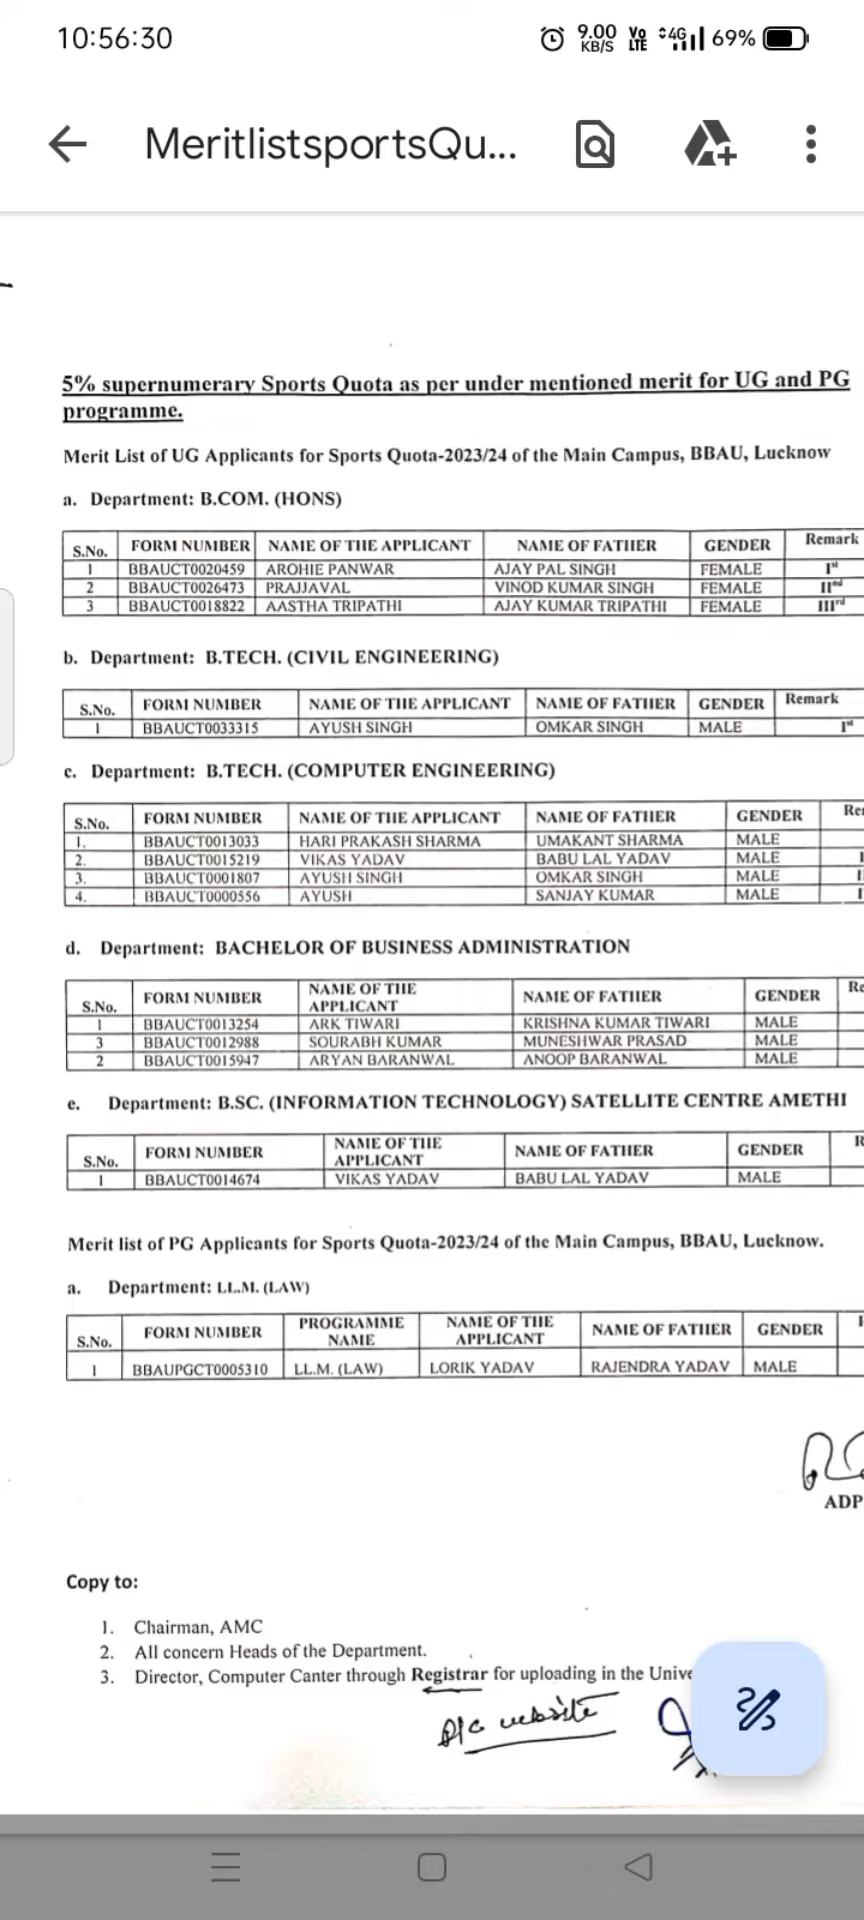 10:56:30 9.00 KB/S Vo LTE 4G 69%
MeritlistsportsQu...
5% supernumerary Sports Quota as per under mentioned merit for UG and PG
programme.
Merit List of UG Applicants for Sports Quota-2023/24 of the Main Campus, BBAU, Lucknow
a. Department: B.COM. (HONS)
S.No. FORM NUMBER NAME OF THE APPLICANT NAME OF FATHER GENDER Remark
1 BBAUCT0020459 AROHIE PANWAR AJAY PAL SINGH FEMALE Ist
2 BBAUCT0026473 PRAJJAVAL VINOD KUMAR SINGH FEMALE IInd
3 BBAUCT0018822 AASTHA TRIPATHI AJAY KUMAR TRIPATHI FEMALE IIIrd
b. Department: B.TECH. (CIVIL ENGINEERING)
S.No. FORM NUMBER NAME OF THE APPLICANT NAME OF FATHER GENDER Remark
1 BBAUCT0033315 AYUSH SINGH OMKAR SINGH MALE Ist
c. Department: B.TECH. (COMPUTER ENGINEERING)
S.No. FORM NUMBER NAME OF THE APPLICANT NAME OF FATHER GENDER
1. BBAUCT0013033 HARI PRAKASH SHARMA UMAKANT SHARMA MALE
2. BBAUCT0015219 VIKAS YADAV BABU LAL YADAV MALE
3. BBAUCT0001807 AYUSH SINGH OMKAR SINGH MALE
4. BBAUCT0000556 AYUSH SANJAY KUMAR MALE
d. Department: BACHELOR OF BUSINESS ADMINISTRATION
S.No. FORM NUMBER NAME OF THE APPLICANT NAME OF FATHER GENDER
1 BBAUCT0013254 ARK TIWARI KRISHNA KUMAR TIWARI MALE
3 BBAUCT0012988 SOURABH KUMAR MUNESHWAR PRASAD MALE
2 BBAUCT0015947 ARYAN BARANWAL ANOOP BARANWAL MALE
e. Department: B.SC. (INFORMATION TECHNOLOGY) SATELLITE CENTRE AMETHI
S.No. FORM NUMBER NAME OF THE APPLICANT NAME OF FATHER GENDER
1 BBAUCT0014674 VIKAS YADAV BABU LAL YADAV MALE
Merit list of PG Applicants for Sports Quota-2023/24 of the Main Campus, BBAU, Lucknow.
a. Department: LL.M. (LAW)
S.No. FORM NUMBER PROGRAMME NAME NAME OF THE APPLICANT NAME OF FATHER GENDER
1 BBAUPGCT0005310 LL.M. (LAW) LORIK YADAV RAJENDRA YADAV MALE
ADP
Copy to:
1. Chairman, AMC
2. All concern Heads of the Department.
3. Director, Computer Canter through Registrar for uploading in the Unive
website